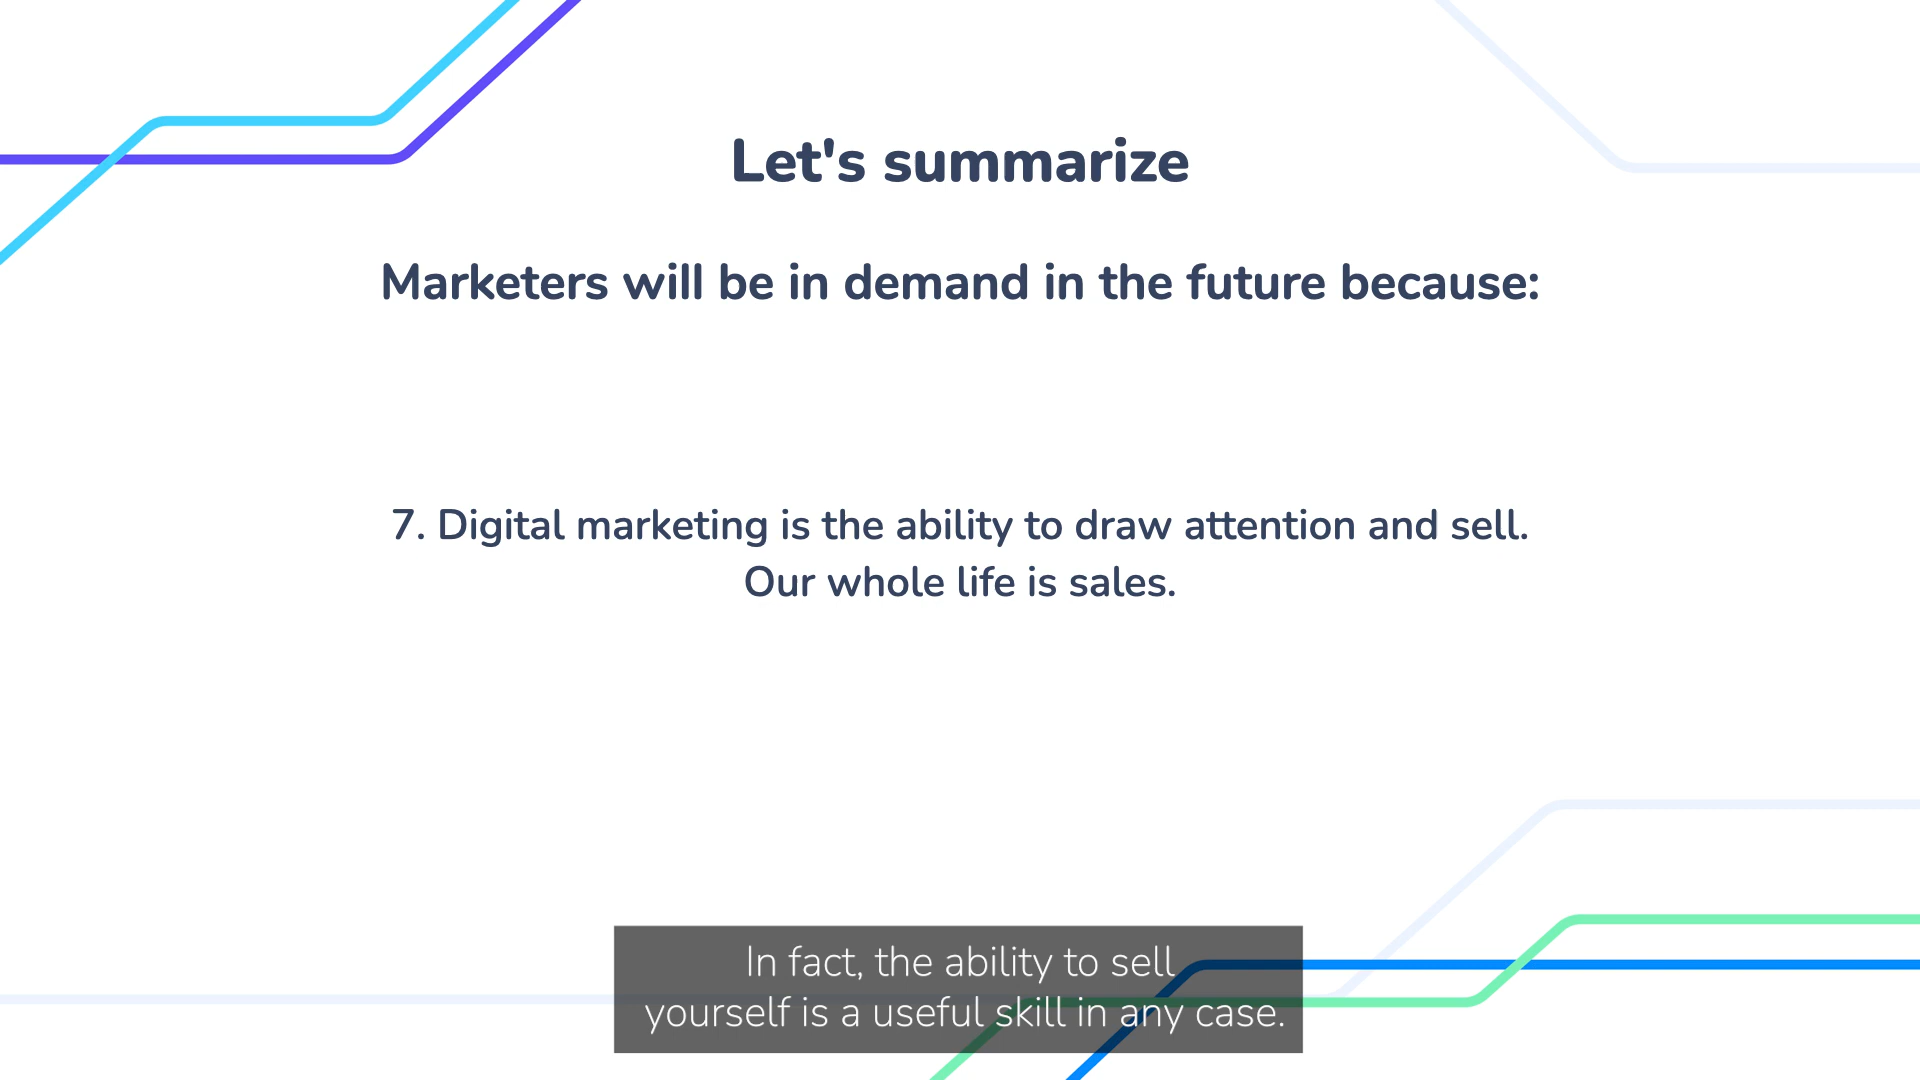 Let's summarize
Marketers will be in demand in the future because:
7. Digital marketing is the ability to draw attention and sell.
Our whole life is sales.
In fact, the ability to sell
yourself is a useful skill in any case.